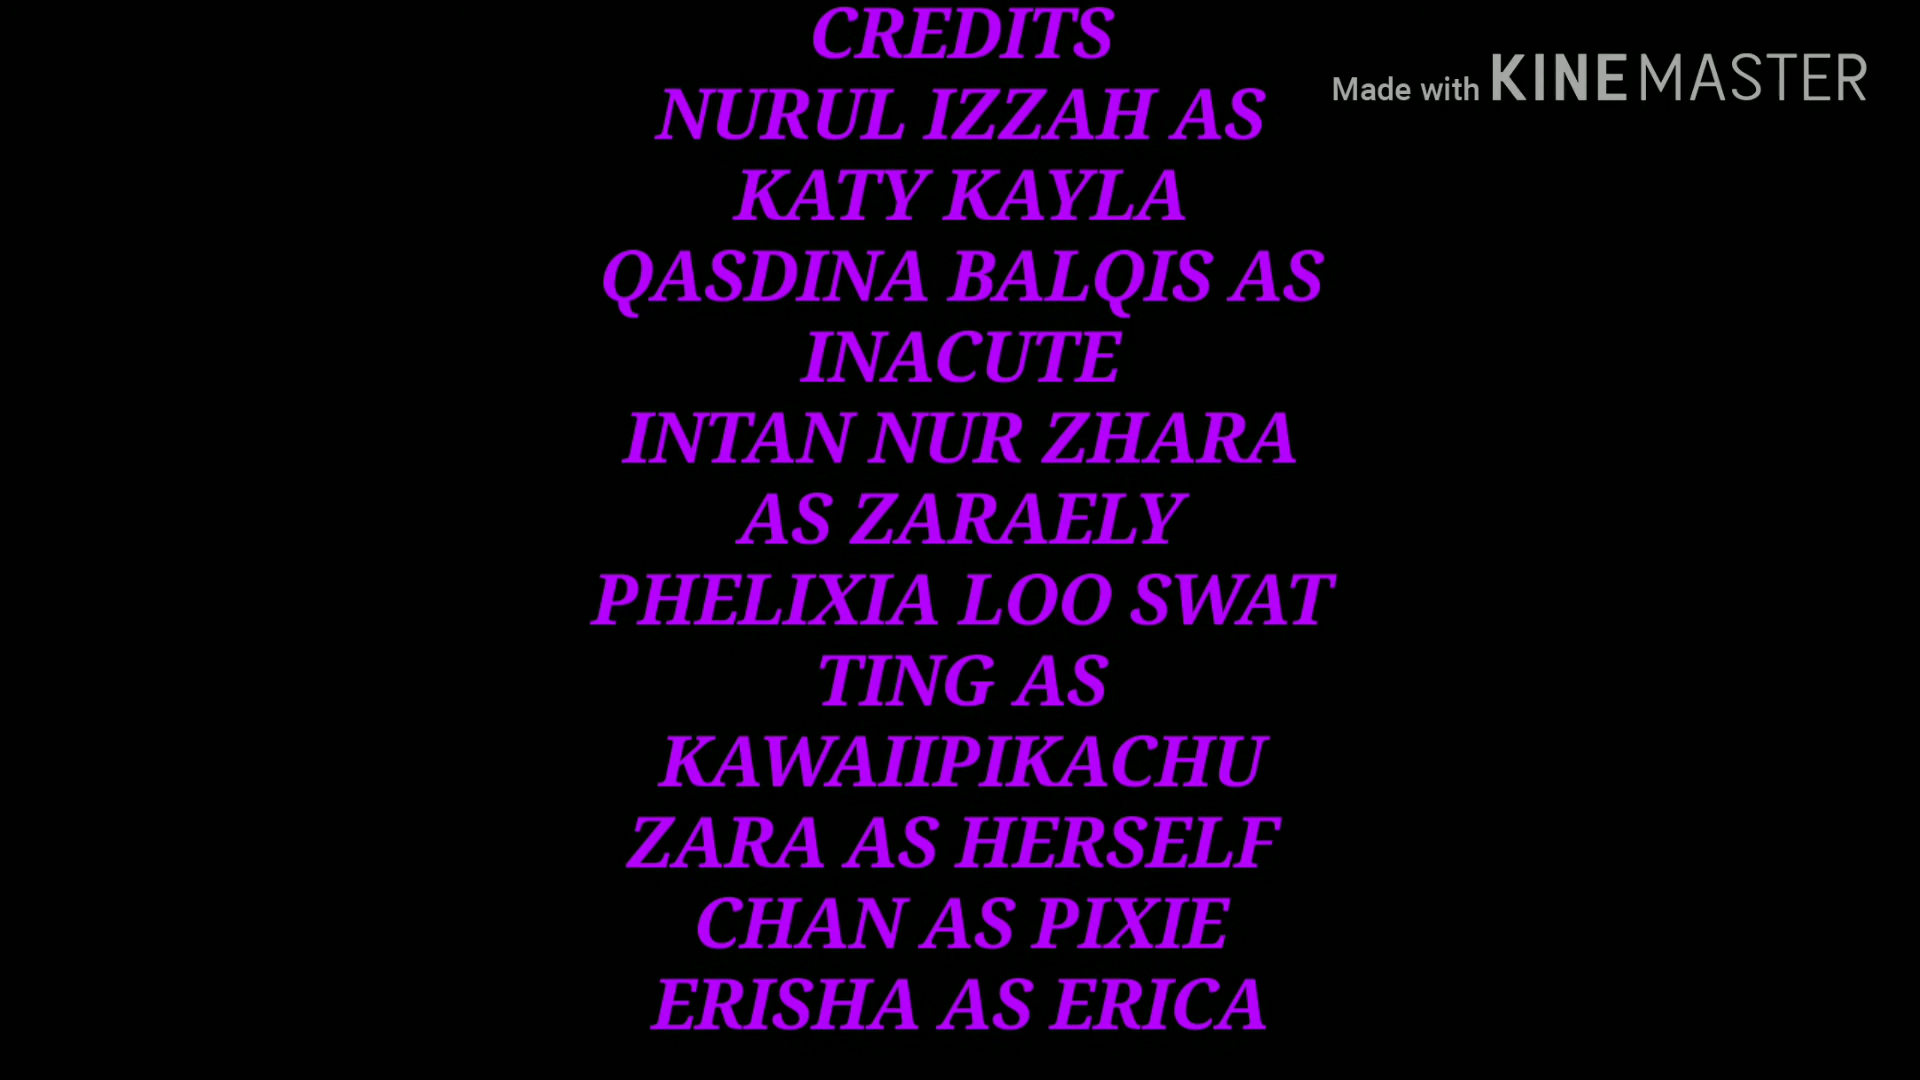 CREDITS
Made with KINEMASTER
NURUL IZZAH AS
KATY KAYLA
QASDINA BALQIS AS
INACUTE
INTAN NUR ZHARA
AS ZARAELY
PHELIXIA LOO SWAT
TING AS
KAWAIIPIKACHU
ZARA AS HERSELF
CHAN AS PIXIE
ERISHA AS ERICA